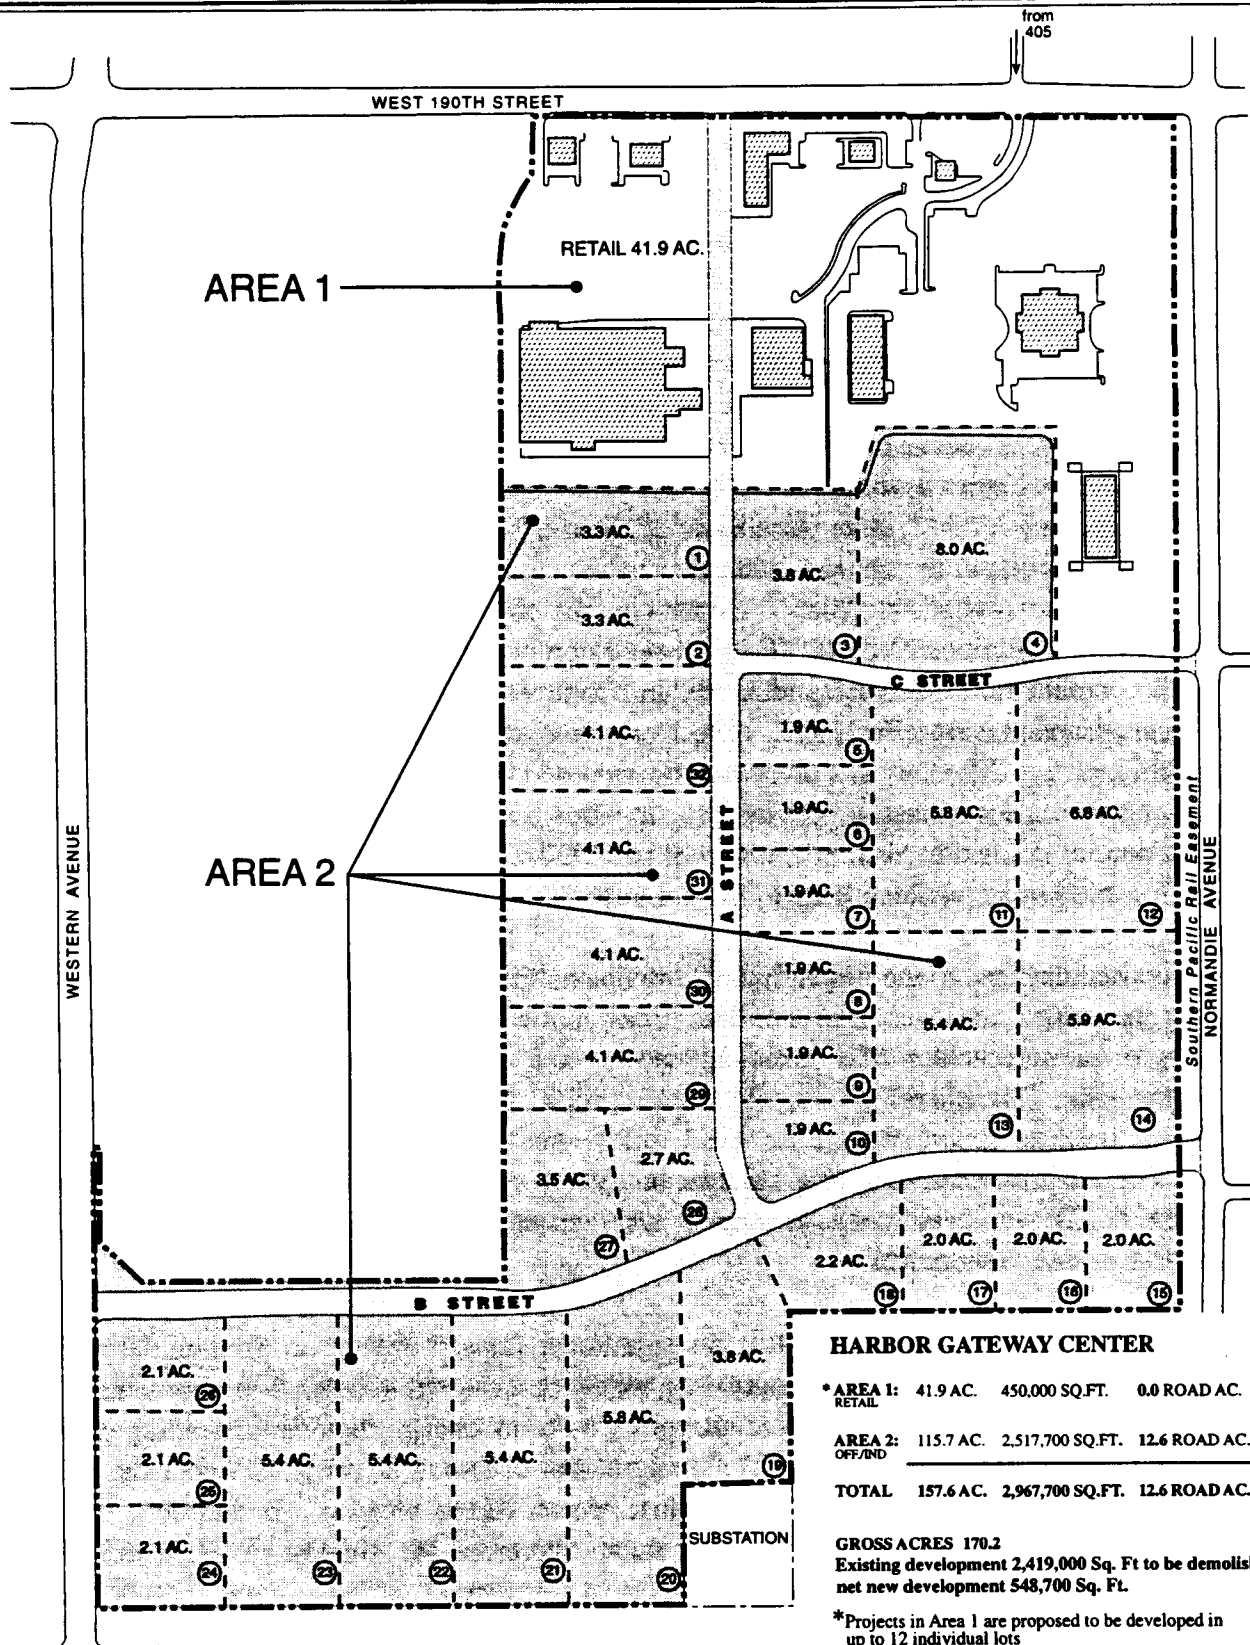 from
405
WEST 190TH STREET
RETAIL 41.9 AC.
AREA 1
3.3 AC.
1
8.0 AC.
3.8 AC.
3.3 AC.
2
3
4
C STREET
4.1 AC.
32
1.9 AC.
5
1.9 AC.
6
5.8 AC.
6.8 AC.
4.1 AC.
31
AREA 2
A STREET
1.9 AC.
7
11
12
WESTERN AVENUE
Southern Pacific Rail Easement
NORMANDIE AVENUE
4.1 AC.
30
1.9 AC.
8
5.4 AC.
5.9 AC.
4.1 AC.
29
1.9 AC.
9
1.9 AC.
10
13
14
3.5 AC.
27
2.7 AC.
28
2.2 AC.
18
2.0 AC.
17
2.0 AC.
16
2.0 AC.
15
B STREET
2.1 AC.
26
2.1 AC.
25
2.1 AC.
24
5.4 AC.
23
5.4 AC.
22
5.4 AC.
21
5.8 AC.
20
3.8 AC.
19
SUBSTATION
HARBOR GATEWAY CENTER
*AREA 1: 41.9 AC. 450,000 SQ.FT. 0.0 ROAD AC.
RETAIL
AREA 2: 115.7 AC. 2,517,700 SQ.FT. 12.6 ROAD AC.
OFF/IND
TOTAL 157.6 AC. 2,967,700 SQ.FT. 12.6 ROAD AC.
GROSS ACRES 170.2
Existing development 2,419,000 Sq. Ft to be demolis
net new development 548,700 Sq. Ft.
*Projects in Area 1 are proposed to be developed in
up to 12 individual lots